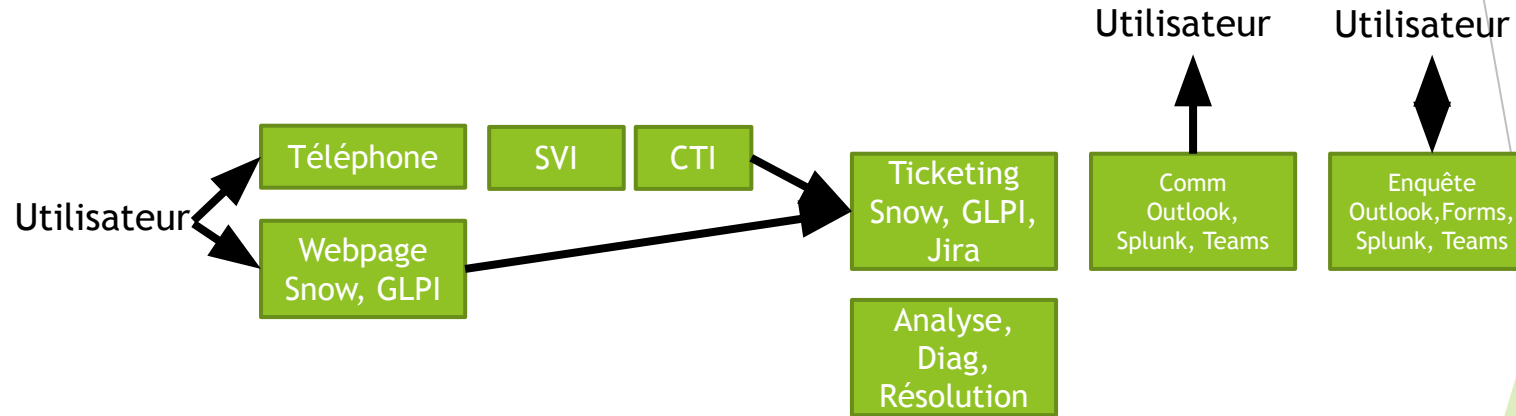 Utilisateur
Utilisateur
Téléphone
SVI
CTI
Utilisateur
Webpage
Snow, GLPI
Ticketing
Snow, GLPI,
Jira
Comm
Outlook,
Splunk, Teams
Enquête
Outlook,Forms,
Splunk, Teams
Analyse,
Diag,
Résolution